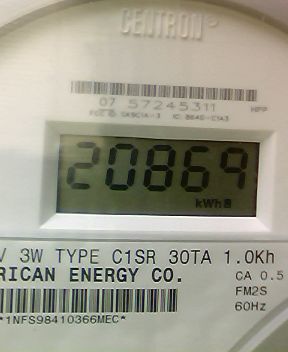 CENTRON®
07 57245311
20869
kWh
V 3W TYPE C1SR 30TA 1.0Kh
RICAN ENERGY CO.
CA 0.5
FM2S
60Hz
*1NFS98410366MEC*